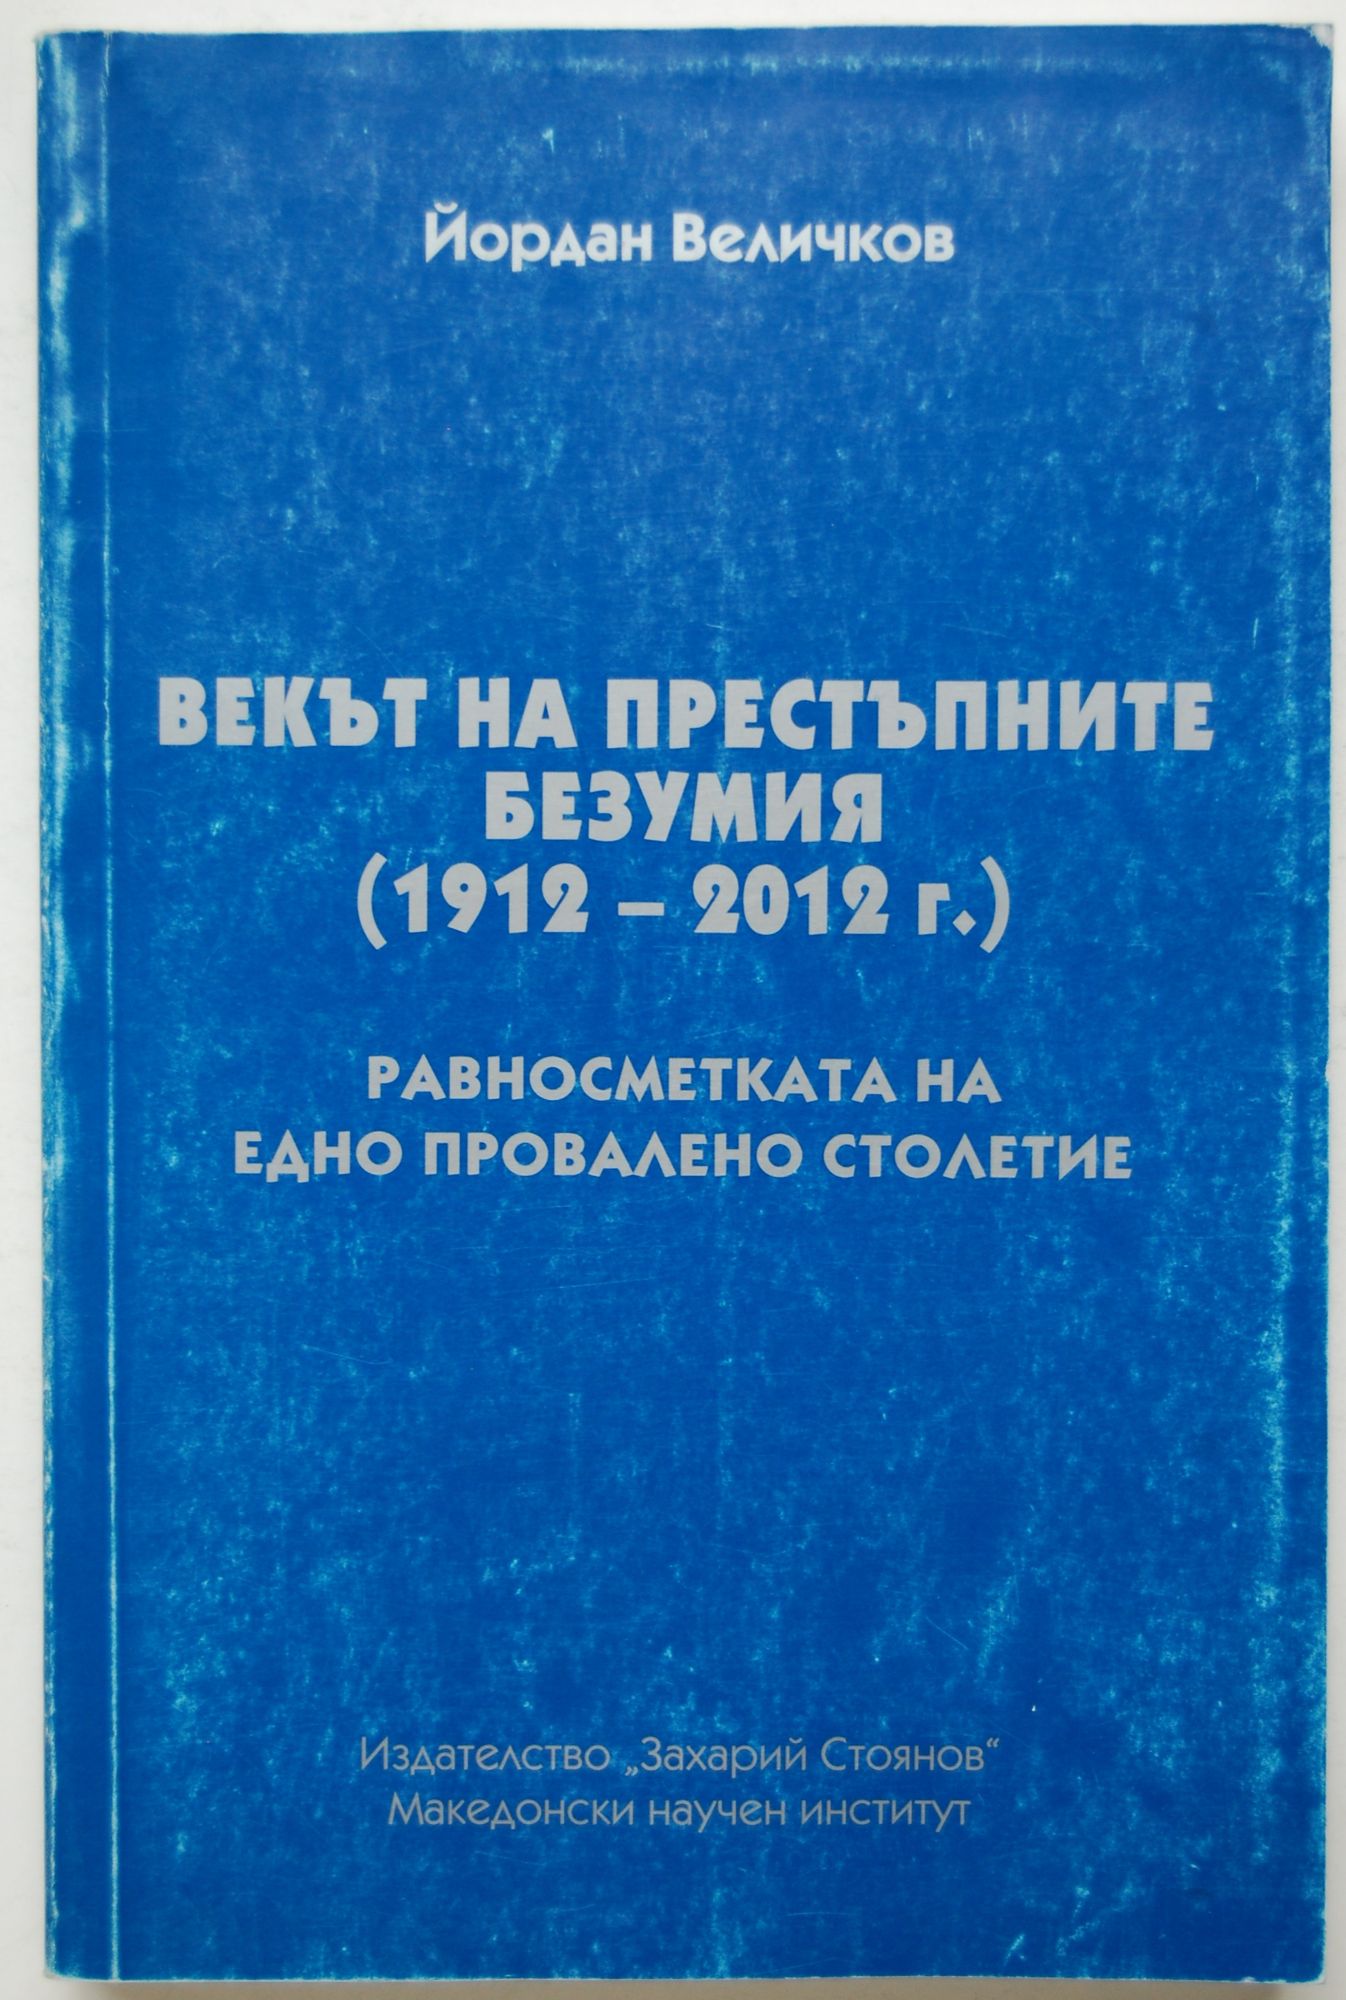 Йордан Величков
ВЕКЪТ НА ПРЕСТЪПНИТЕ
БЕЗУМИЯ
(1912 – 2012 г.)
РАВНОСМЕТКАТА НА
ЕДНО ПРОВАЛЕНО СТОЛЕТИЕ
Издателство „Захарий Стоянов“
Македонски научен институт